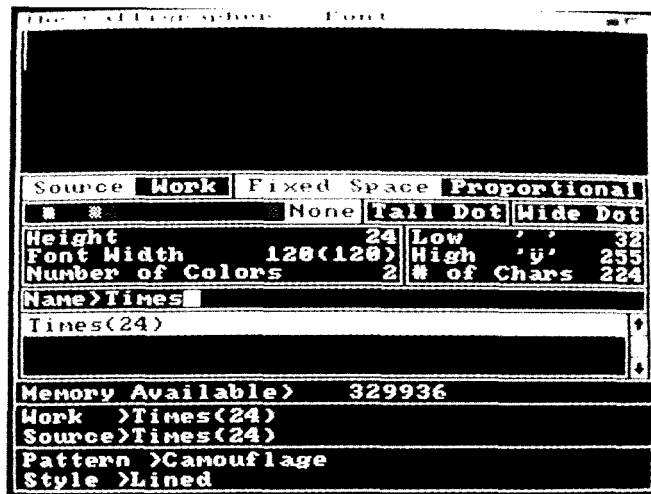 The Calligrapher Font
Source Work Fixed Space Proportional
None Tall Dot Wide Dot
Height 24 Low ' ' 32
Font Width 120(120) High 'ÿ' 255
Number of Colors 2 # of Chars 224
Name>Times
Times(24)
Memory Available> 329936
Work >Times(24)
Source>Times(24)
Pattern >Camouflage
Style >Lined